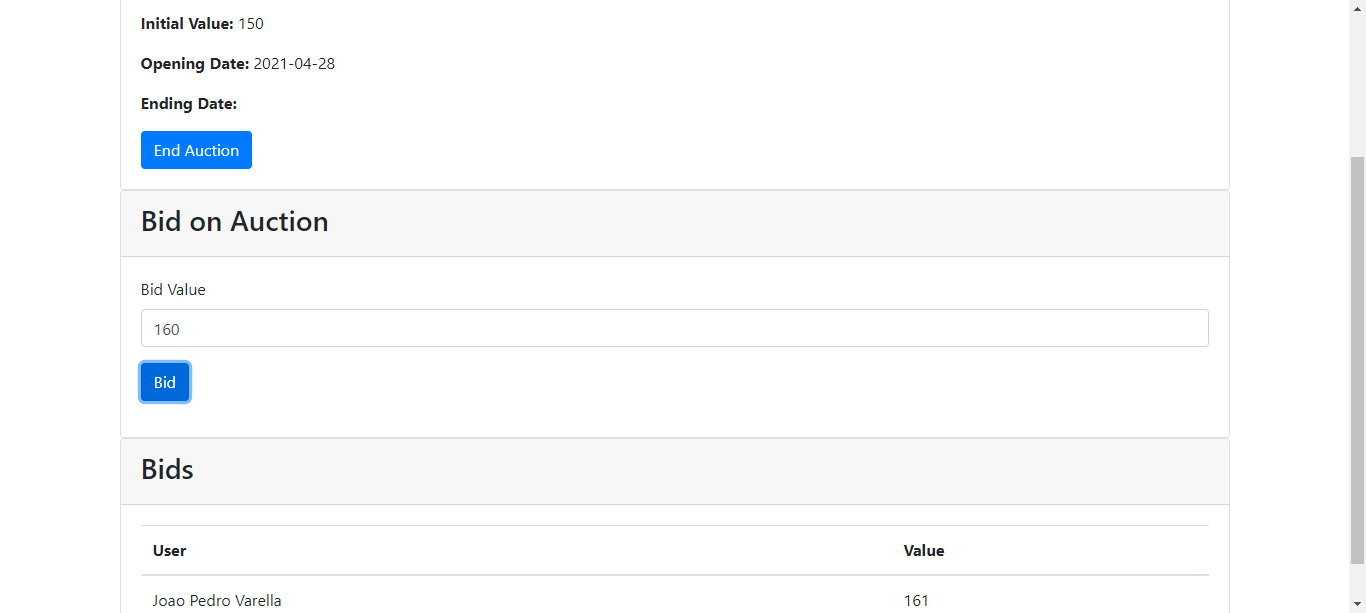 Initial Value: 150
Opening Date: 2021-04-28
Ending Date:
End Auction
Bid on Auction
Bid Value
160
Bid
Bids
User Value
Joao Pedro Varella 161